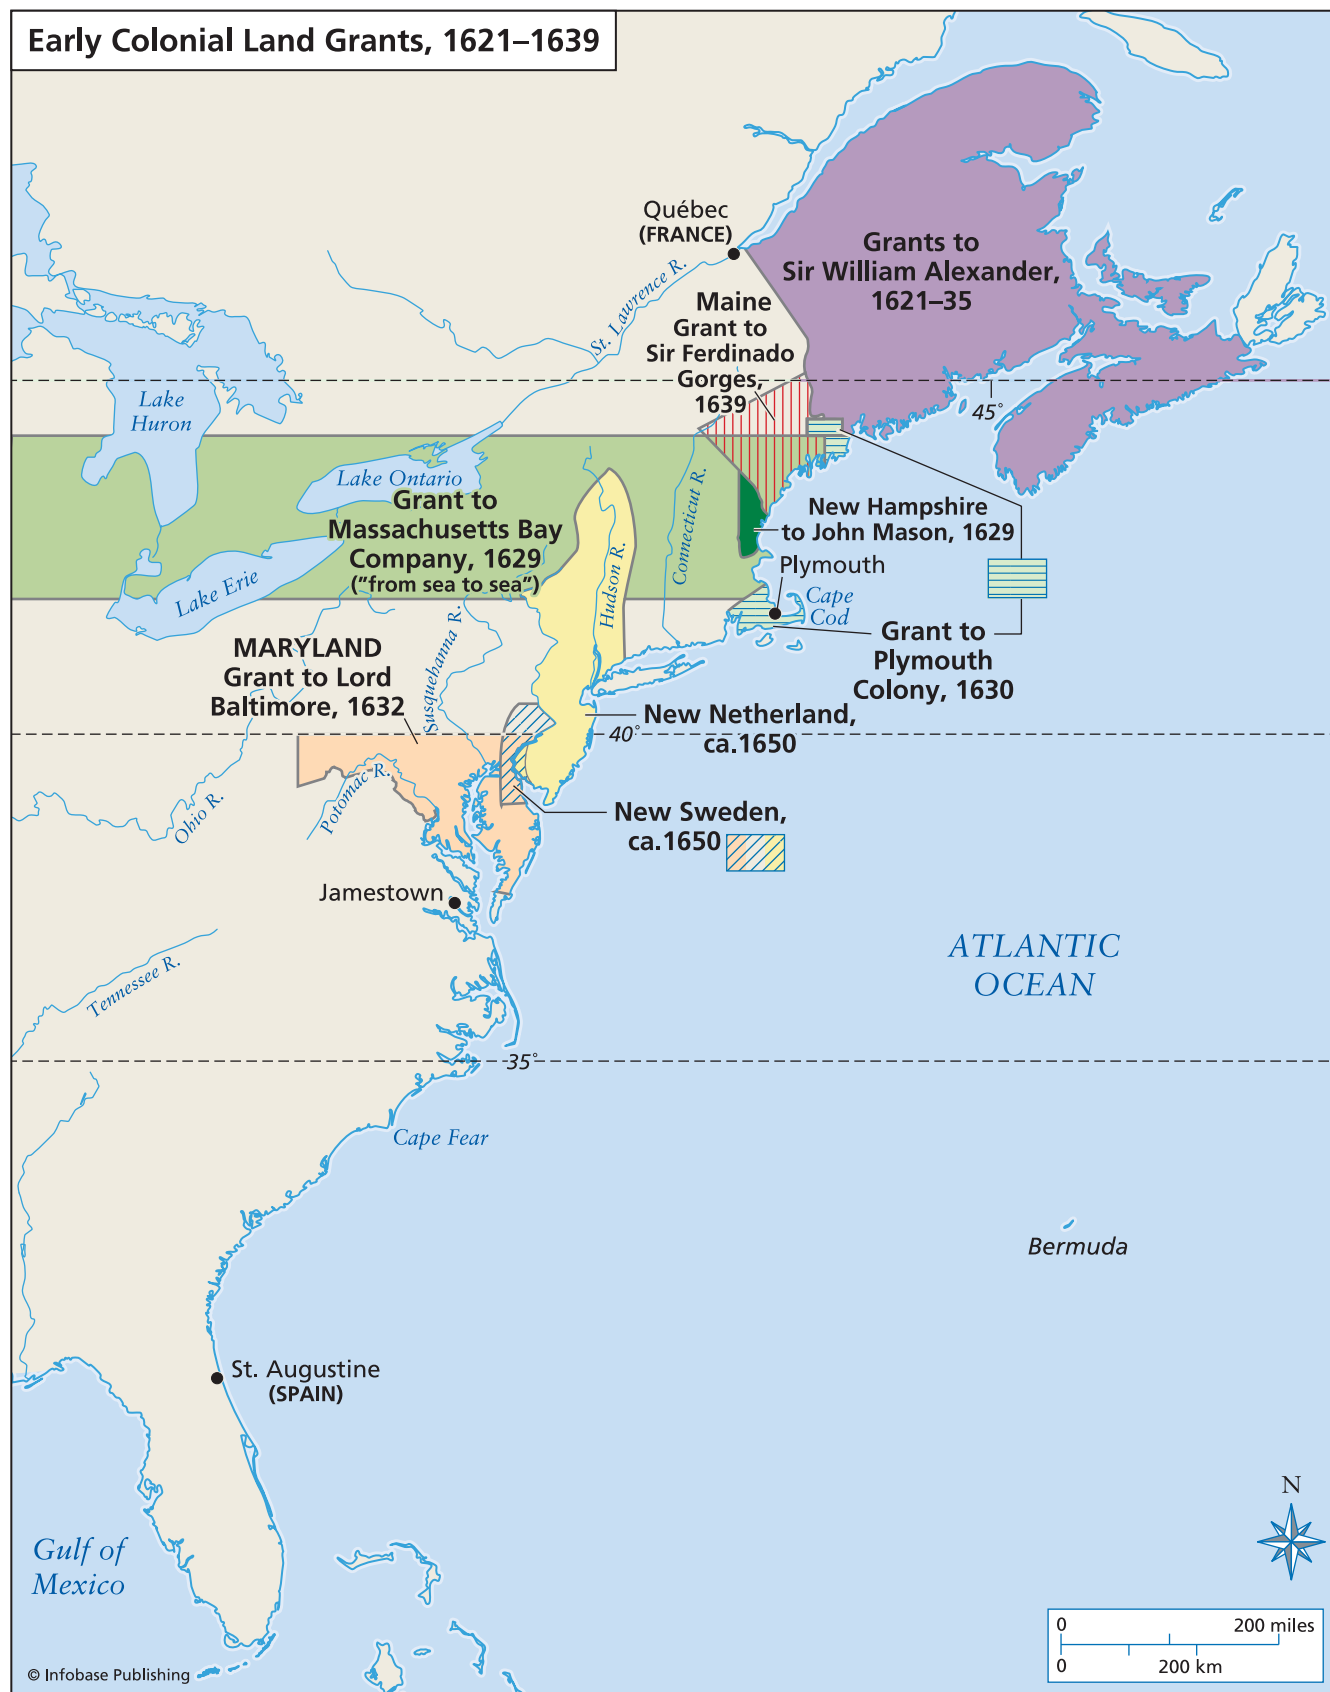 Early Colonial Land Grants, 1621–1639
Québec
(FRANCE)
St. Lawrence R.
Grants to
Sir William Alexander,
1621–35
Maine
Grant to
Sir Ferdinado
Gorges,
1639
45°
Lake
Huron
Lake Ontario
Lake Erie
Grant to
Massachusetts Bay
Company, 1629
("from sea to sea")
Hudson R.
Connecticut R.
New Hampshire
to John Mason, 1629
Plymouth
Cape
Cod
Grant to
Plymouth
Colony, 1630
MARYLAND
Grant to Lord
Baltimore, 1632
Susquehanna R.
New Netherland,
ca.1650
40°
Potomac R.
Ohio R.
New Sweden,
ca.1650
Jamestown
ATLANTIC
OCEAN
Tennessee R.
35°
Cape Fear
Bermuda
St. Augustine
(SPAIN)
Gulf of
Mexico
N
0
200 miles
0
200 km
© Infobase Publishing